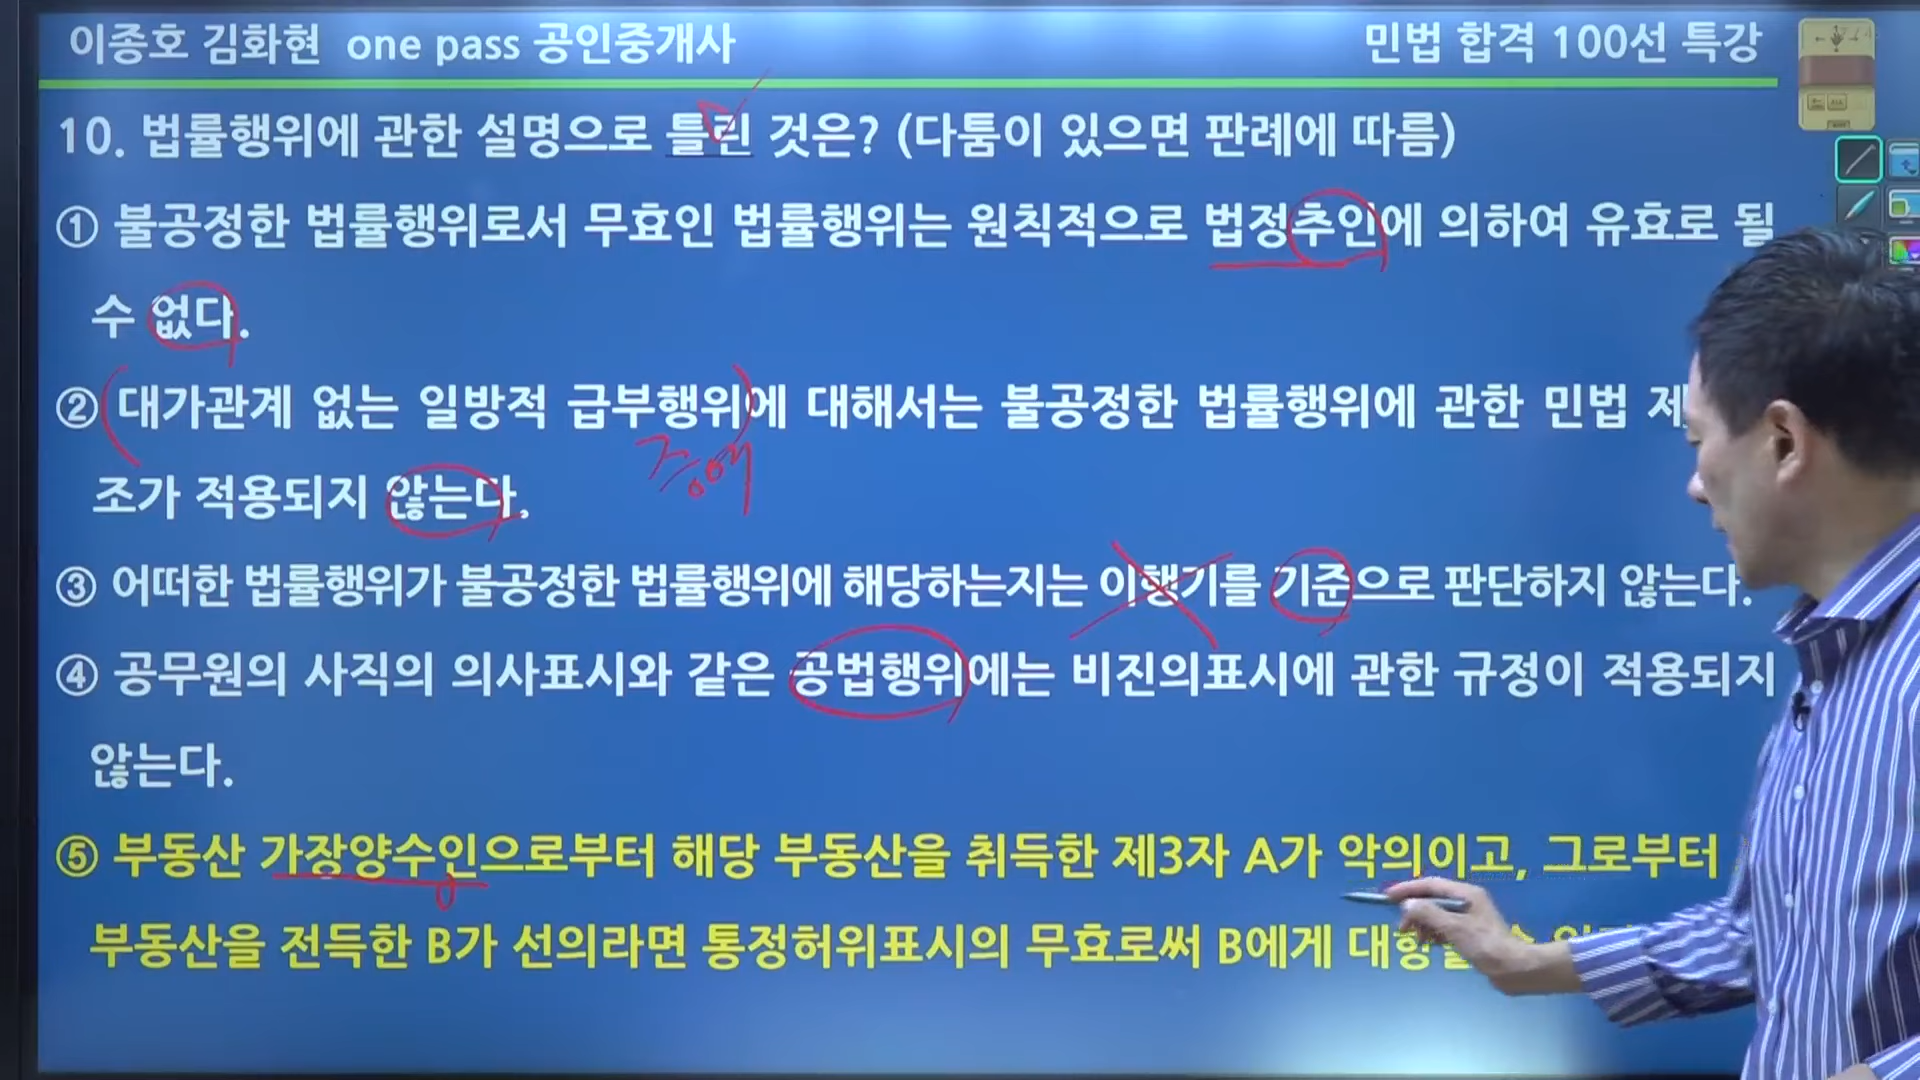 이종호 김화현 one pass 공인중개사 민법 합격 100선 특강
10. 법률행위에 관한 설명으로 틀린 것은? (다툼이 있으면 판례에 따름)
① 불공정한 법률행위로서 무효인 법률행위는 원칙적으로 법정추인에 의하여 유효로 될
수 없다.
② 대가관계 없는 일방적 급부행위에 대해서는 불공정한 법률행위에 관한 민법 제
증여
조가 적용되지 않는다.
③ 어떠한 법률행위가 불공정한 법률행위에 해당하는지는 이행기를 기준으로 판단하지 않는다.
④ 공무원의 사직의 의사표시와 같은 공법행위에는 비진의표시에 관한 규정이 적용되지
않는다.
⑤ 부동산 가장양수인으로부터 해당 부동산을 취득한 제3자 A가 악의이고, 그로부터
부동산을 전득한 B가 선의라면 통정허위표시의 무효로써 B에게